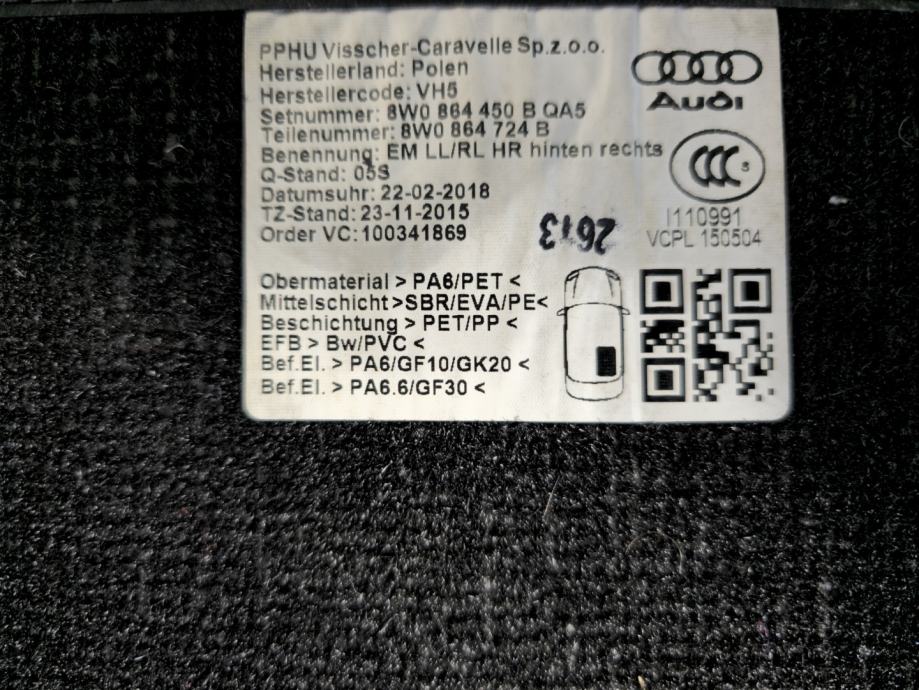 PPHU Visscher-Caravelle Sp.z.o.o.
Herstellerland: Polen
Herstellercode: VH5
Setnummer: 8W0 864 450 B QA5
Teilenummer: 8W0 864 724 B
Benennung: EM LL/RL HR hinten rechts
Q-Stand: 05S
Datumsuhr: 22-02-2018
TZ-Stand: 23-11-2015
Order VC:100341869
Audi
CCC S
I110991
VCPL 150504
2613
Obermaterial > PA6/PET <
Mittelschicht >SBR/EVA/PE<
Beschichtung > PET/PP <
EFB > Bw/PVC <
Bef.El. > PA6/GF10/GK20 <
Bef.El. > PA6.6/GF30 <